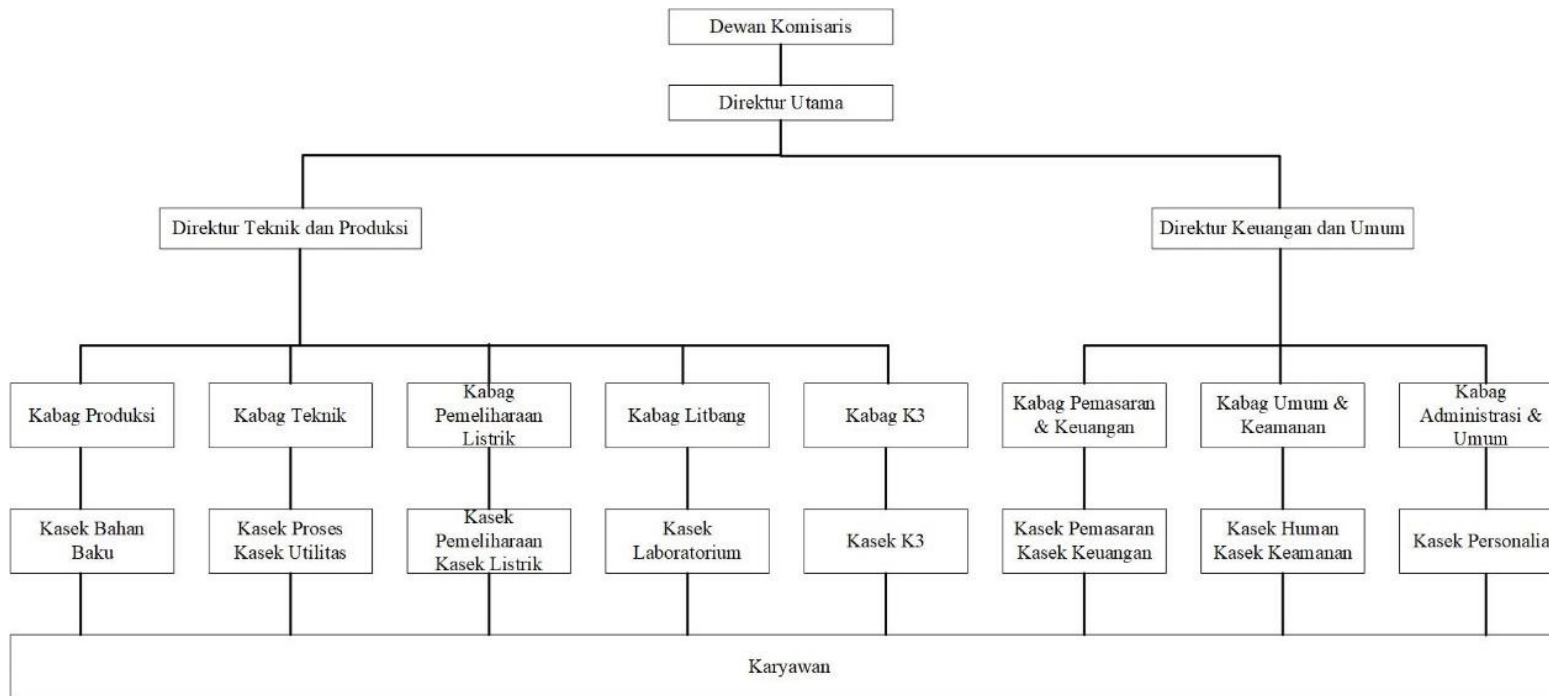 Dewan Komisaris
Direktur Utama
Direktur Teknik dan Produksi
Direktur Keuangan dan Umum
Kabag Produksi
Kabag Teknik
Kabag
Pemeliharaan
Listrik
Kabag Litbang
Kabag K3
Kabag Pemasaran
& Keuangan
Kabag Umum &
Keamanan
Kabag
Administrasi &
Umum
Kasek Bahan
Baku
Kasek Proses
Kasek Utilitas
Kasek
Pemeliharaan
Kasek Listrik
Kasek
Laboratorium
Kasek K3
Kasek Pemasaran
Kasek Keuangan
Kasek Human
Kasek Keamanan
Kasek Personalia
Karyawan